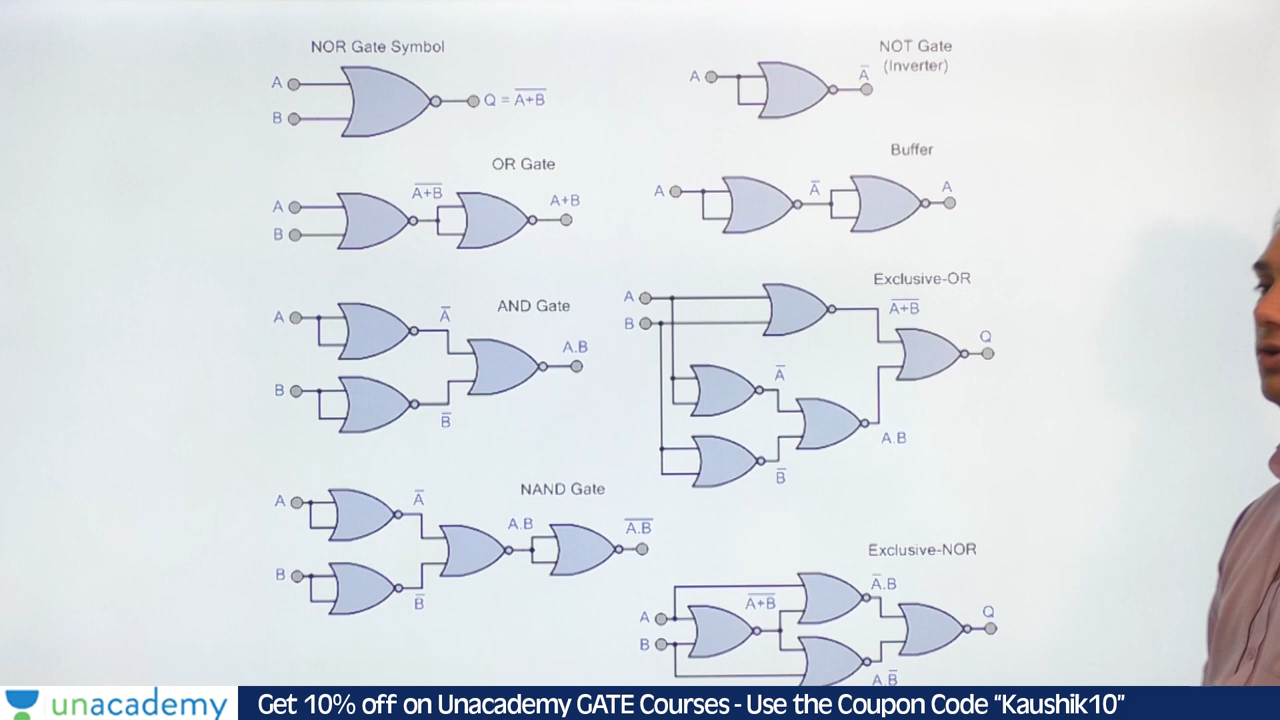 NOR Gate Symbol
A
B
Q = A̅+̅B̅
OR Gate
A
B
A̅+̅B̅
A+B
AND Gate
A
A̅
B
B̅
A.B
NAND Gate
A
A̅
B
B̅
A.B
A̅.̅B̅
NOT Gate
(Inverter)
A
A̅
Buffer
A
A̅
A
Exclusive-OR
A
B
A̅+̅B̅
Q
A̅
B̅
A.B
Exclusive-NOR
A
B
A̅+̅B̅
A̅.B
A.B̅
Q
unacademy
Get 10% off on Unacademy GATE Courses - Use the Coupon Code “Kaushik10”